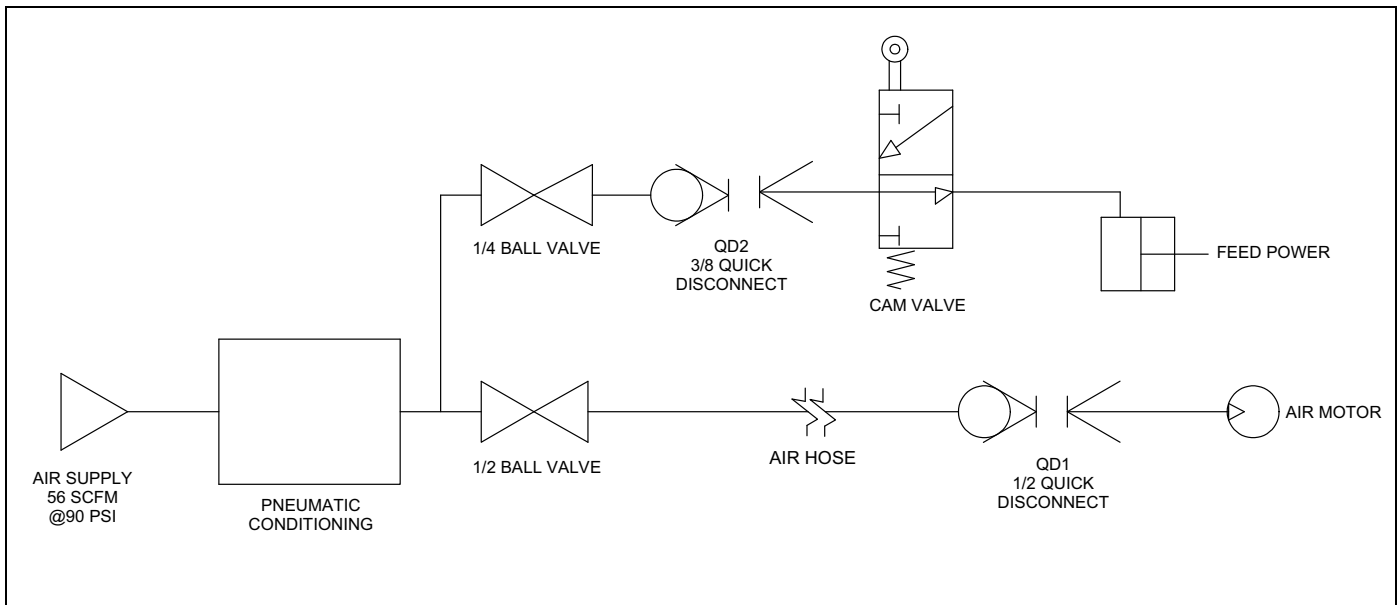 1/4 BALL VALVE
QD2
3/8 QUICK
DISCONNECT
CAM VALVE
FEED POWER
AIR SUPPLY
56 SCFM
@90 PSI
PNEUMATIC
CONDITIONING
1/2 BALL VALVE
AIR HOSE
QD1
1/2 QUICK
DISCONNECT
AIR MOTOR